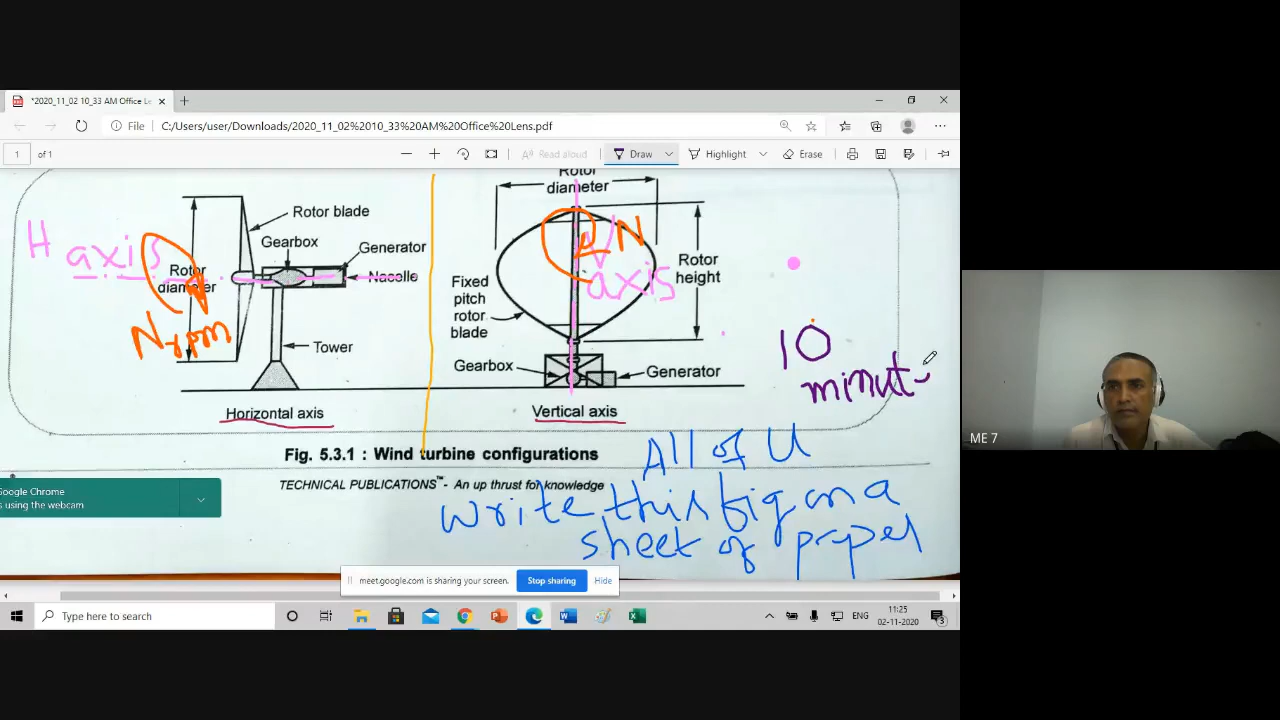 *2020_11_02 10_33 AM Office Le
File C:/Users/user/Downloads/2020_11_02%2010_33%20AM%20Office%20Lens.pdf
1 of 1
Read aloud Draw Highlight Erase
Rotor diameter
H axis
Rotor blade
Gearbox
Generator
Nacelle
Rotor diameter
N rpm
Tower
Horizontal axis
N
V axis
Rotor height
Fixed pitch rotor blade
Gearbox
Generator
Vertical axis
10
minut
Fig. 5.3.1 : Wind turbine configurations
TECHNICAL PUBLICATIONS™- An up thrust for knowledge
All of U
write this fig on a
sheet of paper
Google Chrome
s using the webcam
meet.google.com is sharing your screen. Stop sharing Hide
Type here to search
ENG
11:25
02-11-2020
3
ME 7